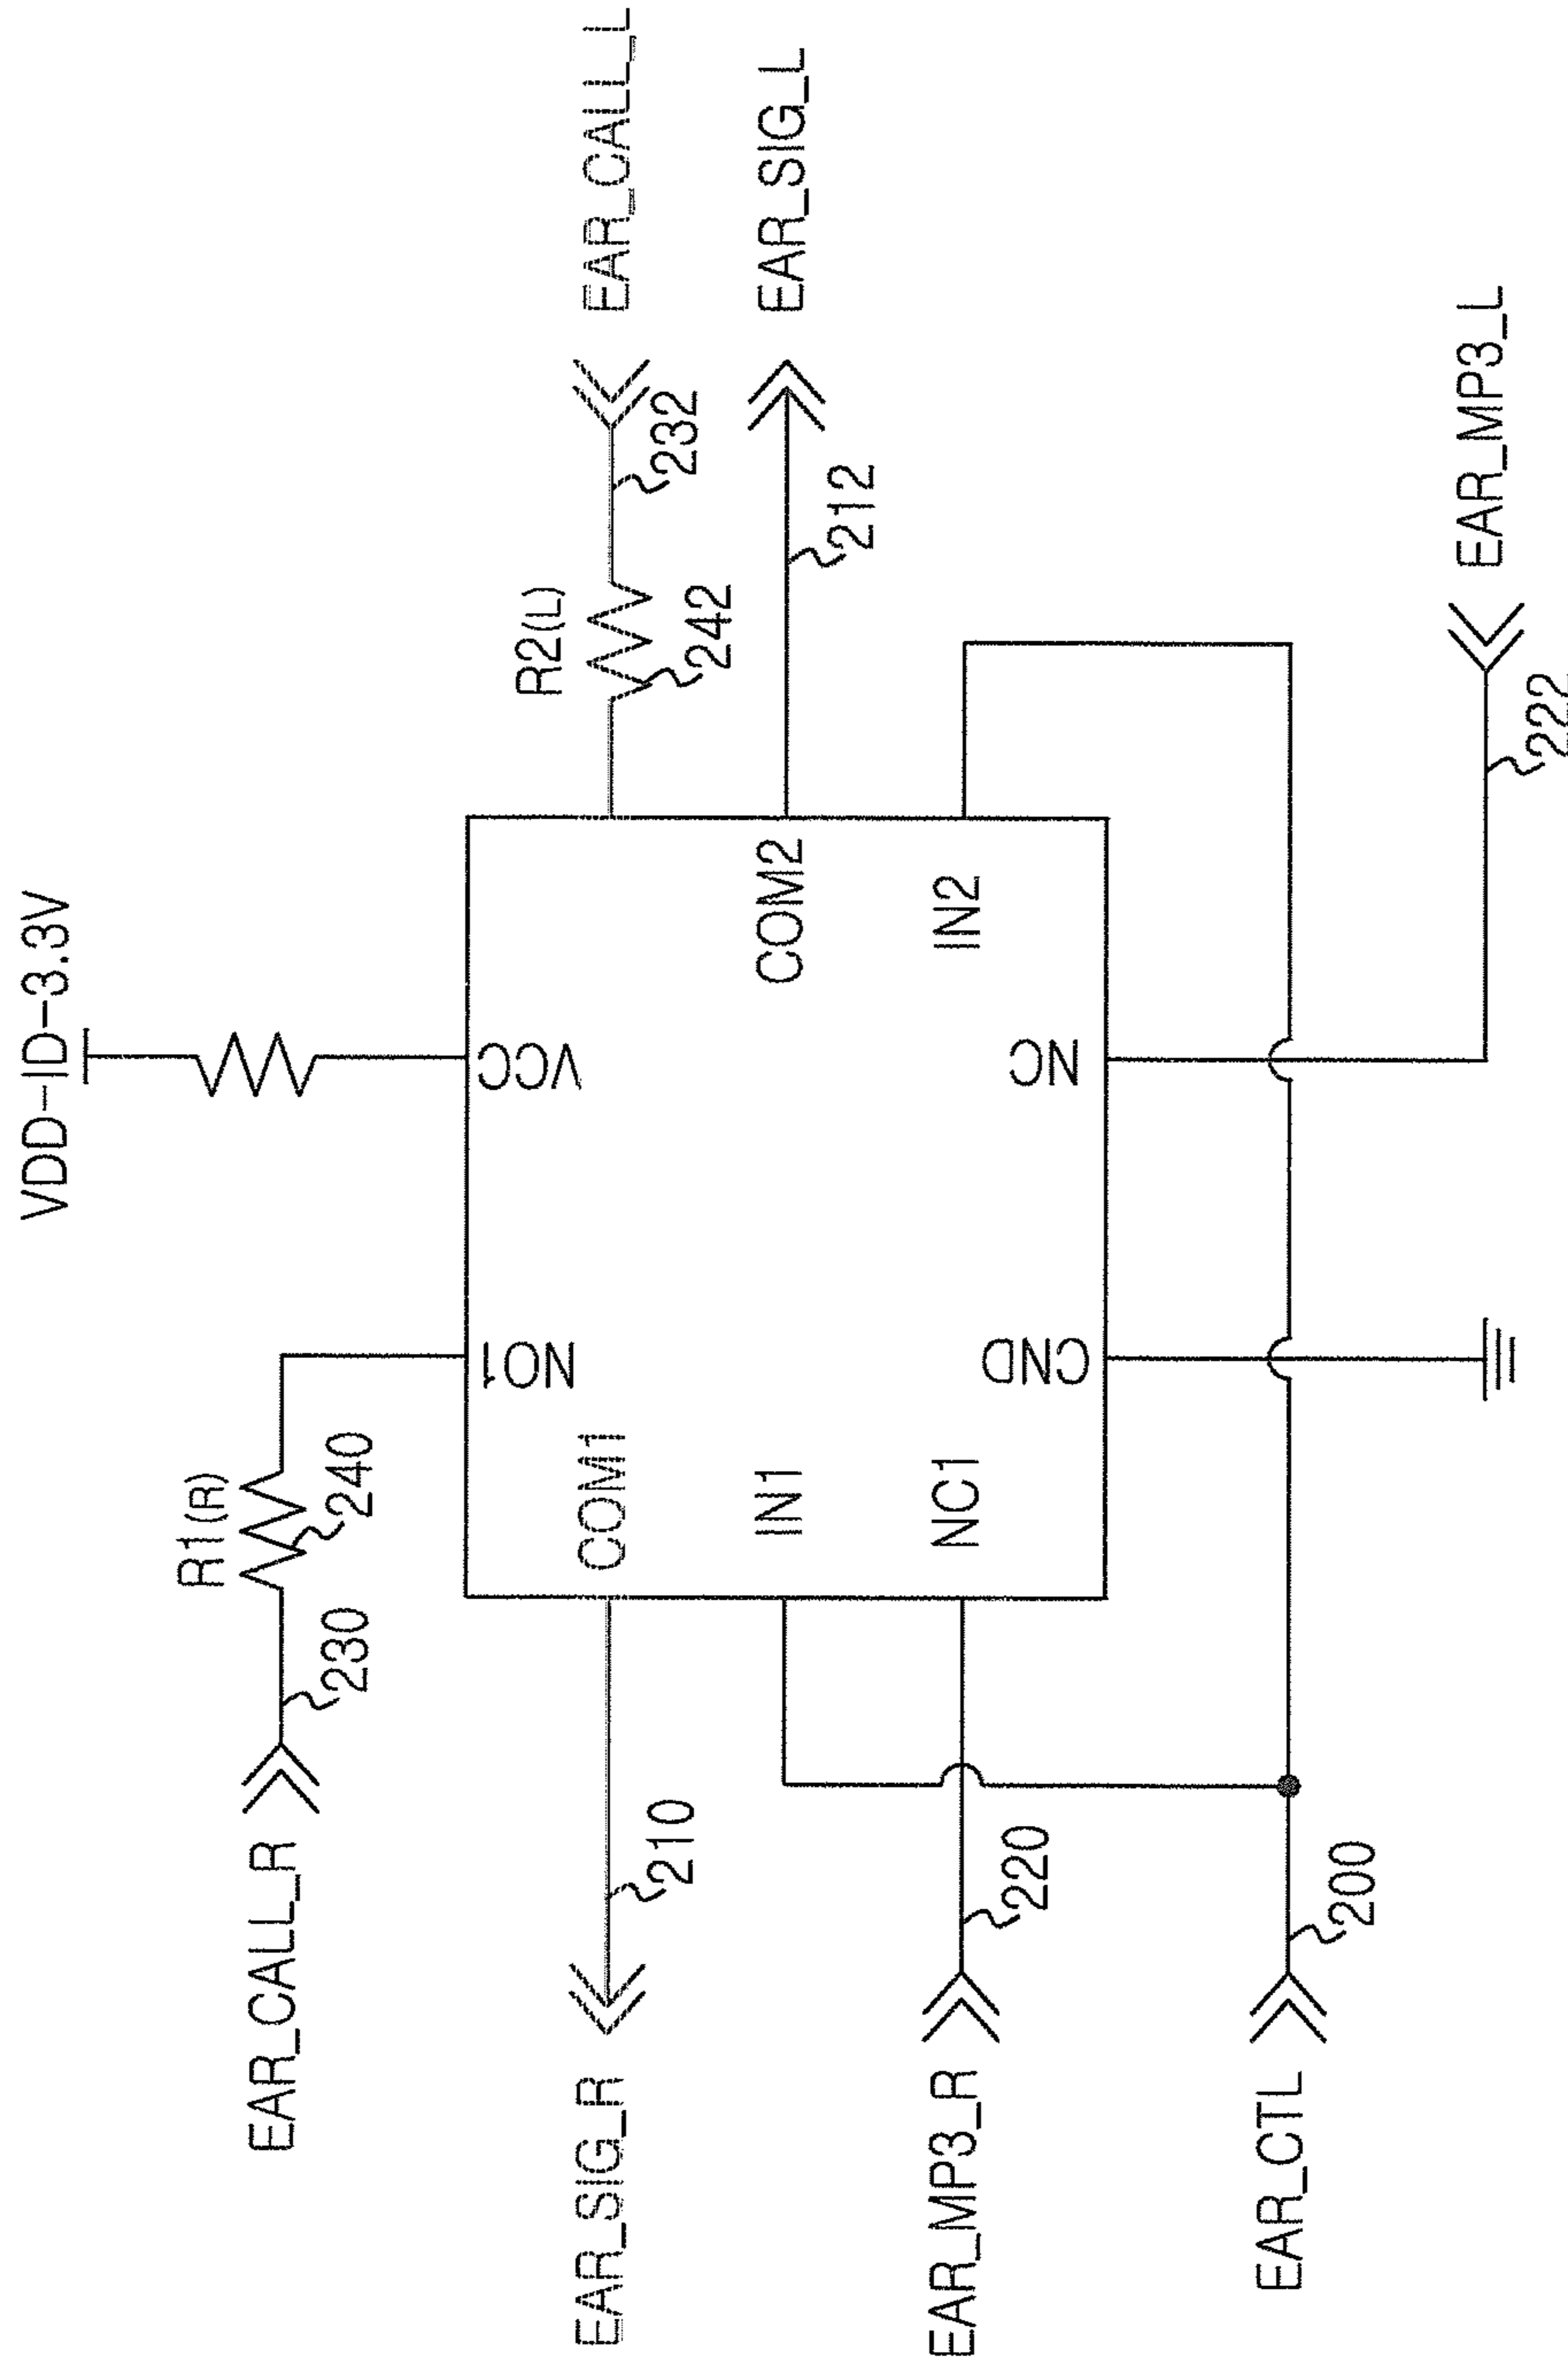 VDD-ID-3.3V
EAR_CALL_R
230
R1(R)
240
R2(L)
242
232
EAR_CALL_L
NO1
VCC
EAR_SIG_R
210
COM1
COM2
212
EAR_SIG_L
IN1
IN2
EAR_MP3_R
220
NC1
GND
NC
EAR_CTL
200
222
EAR_MP3_L